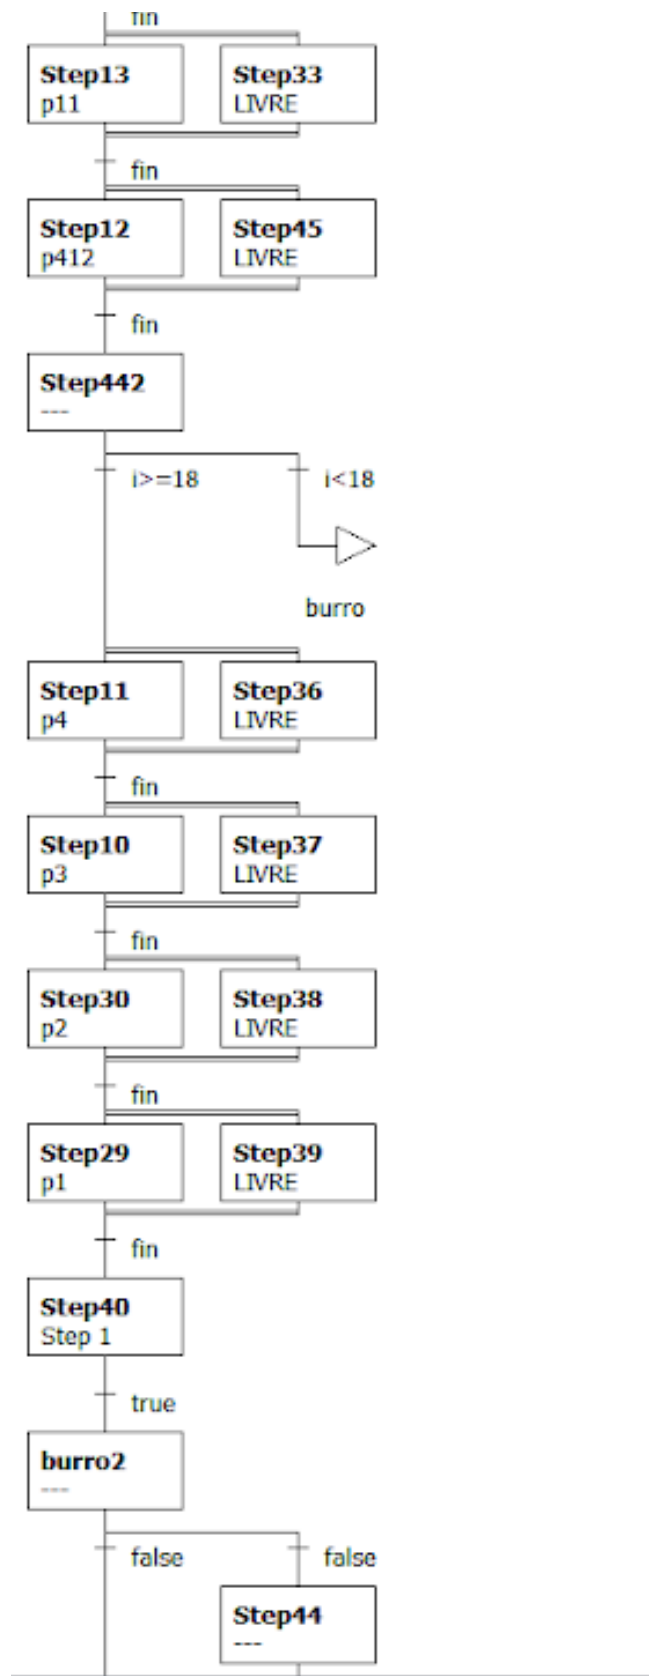 fin
Step13 Step33
p11 LIVRE
fin
Step12 Step45
p412 LIVRE
fin
Step442
---
i>=18 i<18
burro
Step11 Step36
p4 LIVRE
fin
Step10 Step37
p3 LIVRE
fin
Step30 Step38
p2 LIVRE
fin
Step29 Step39
p1 LIVRE
fin
Step40
Step 1
true
burro2
---
false false
Step44
---